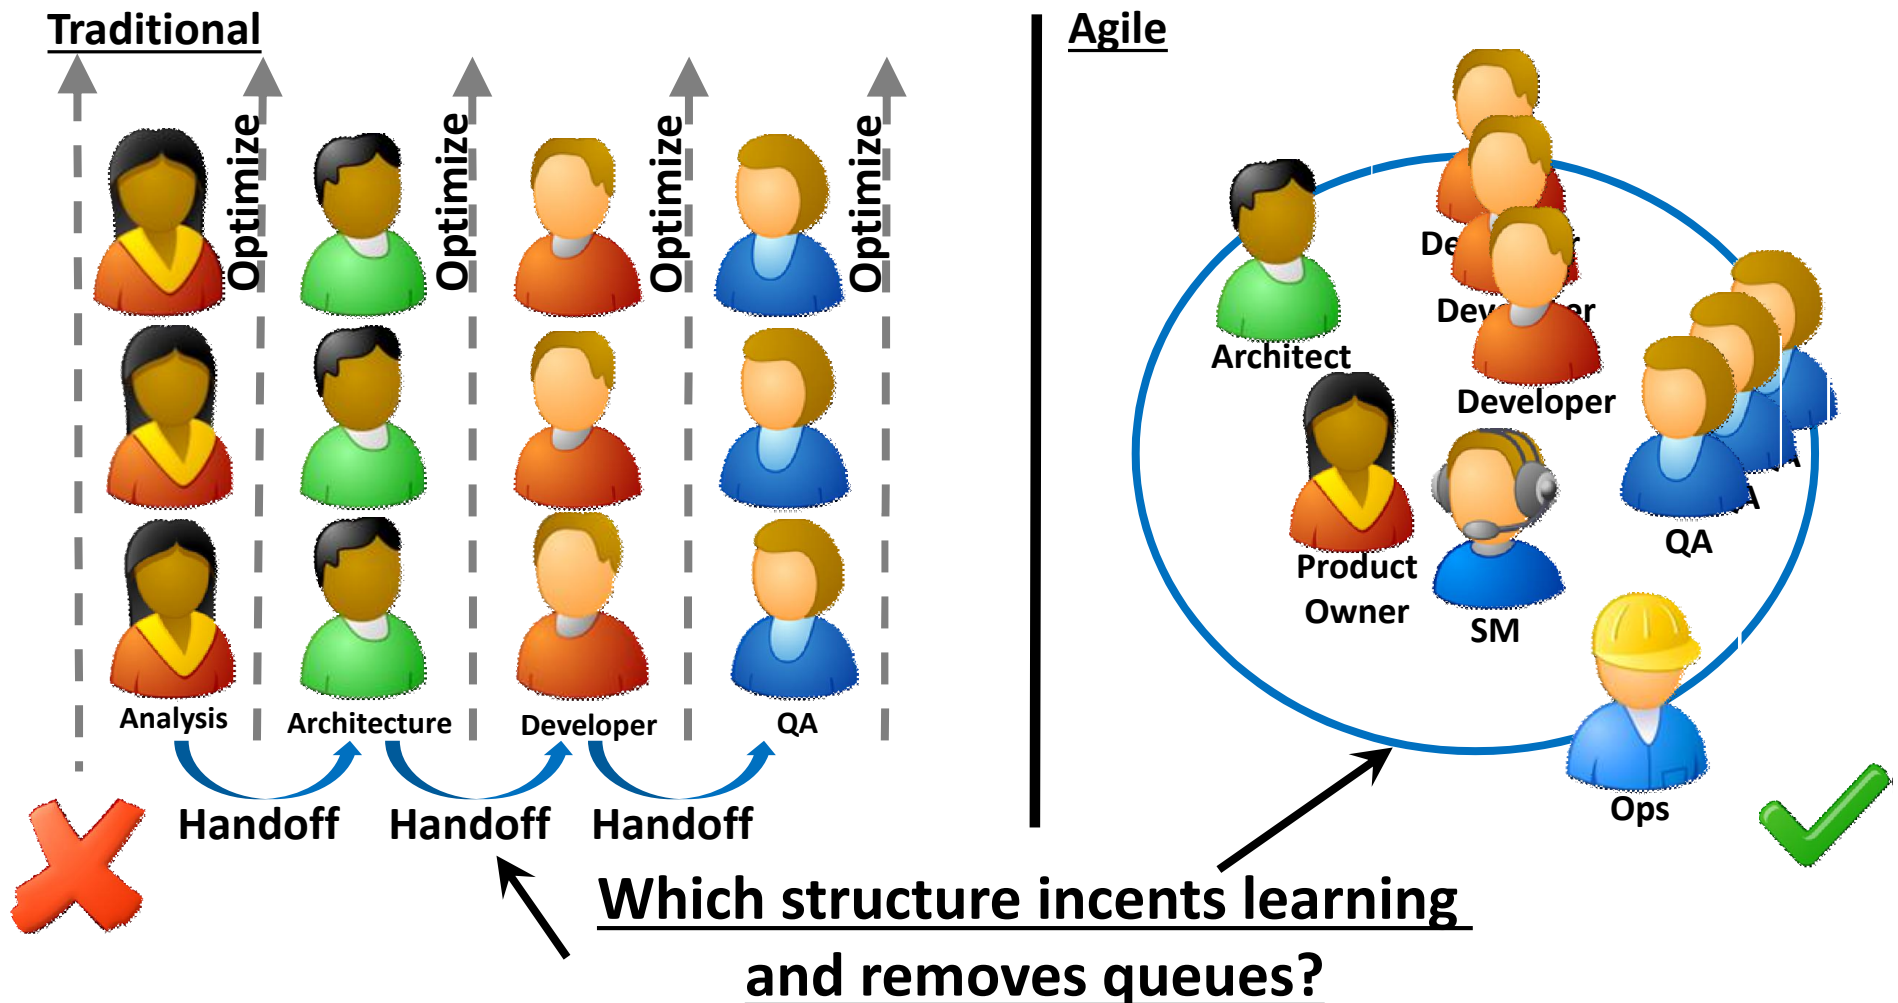 Traditional
Optimize
Optimize
Optimize
Optimize
Analysis
Architecture
Developer
QA
Handoff
Handoff
Handoff
Agile
Architect
Developer
Product
Owner
SM
QA
Ops
Which structure incents learning
and removes queues?